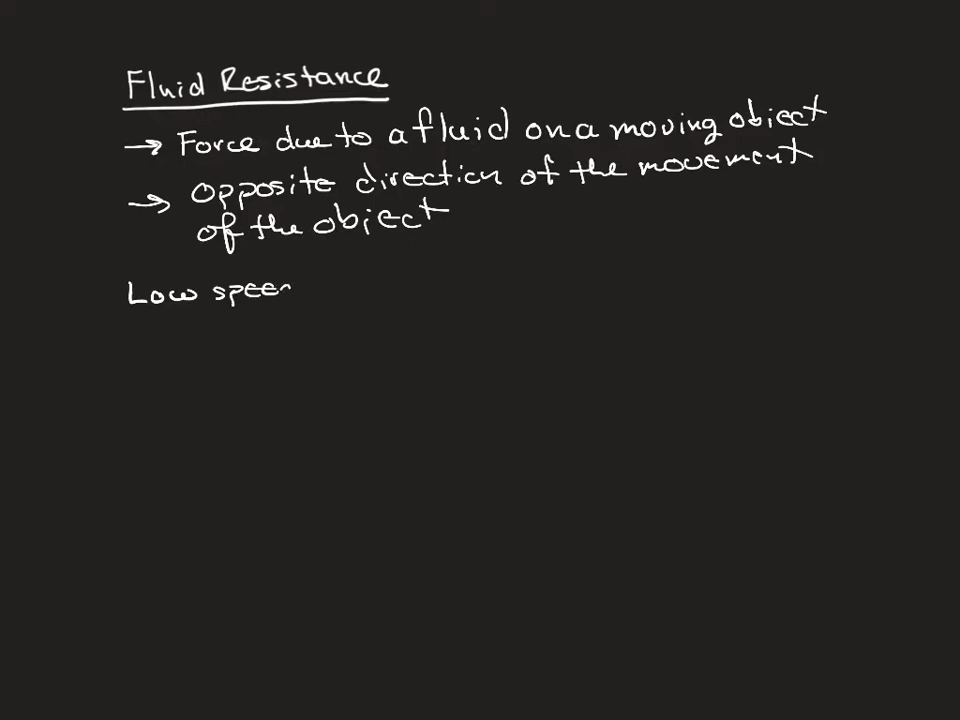 Fluid Resistance
→ Force due to a fluid on a moving object
→ Opposite direction of the movement
of the object
Low spee